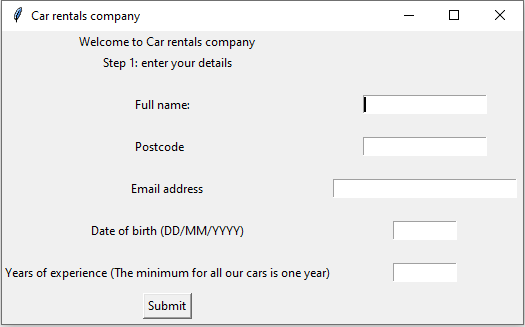 Car rentals company
Welcome to Car rentals company
Step 1: enter your details
Full name:
Postcode
Email address
Date of birth (DD/MM/YYYY)
Years of experience (The minimum for all our cars is one year)
Submit